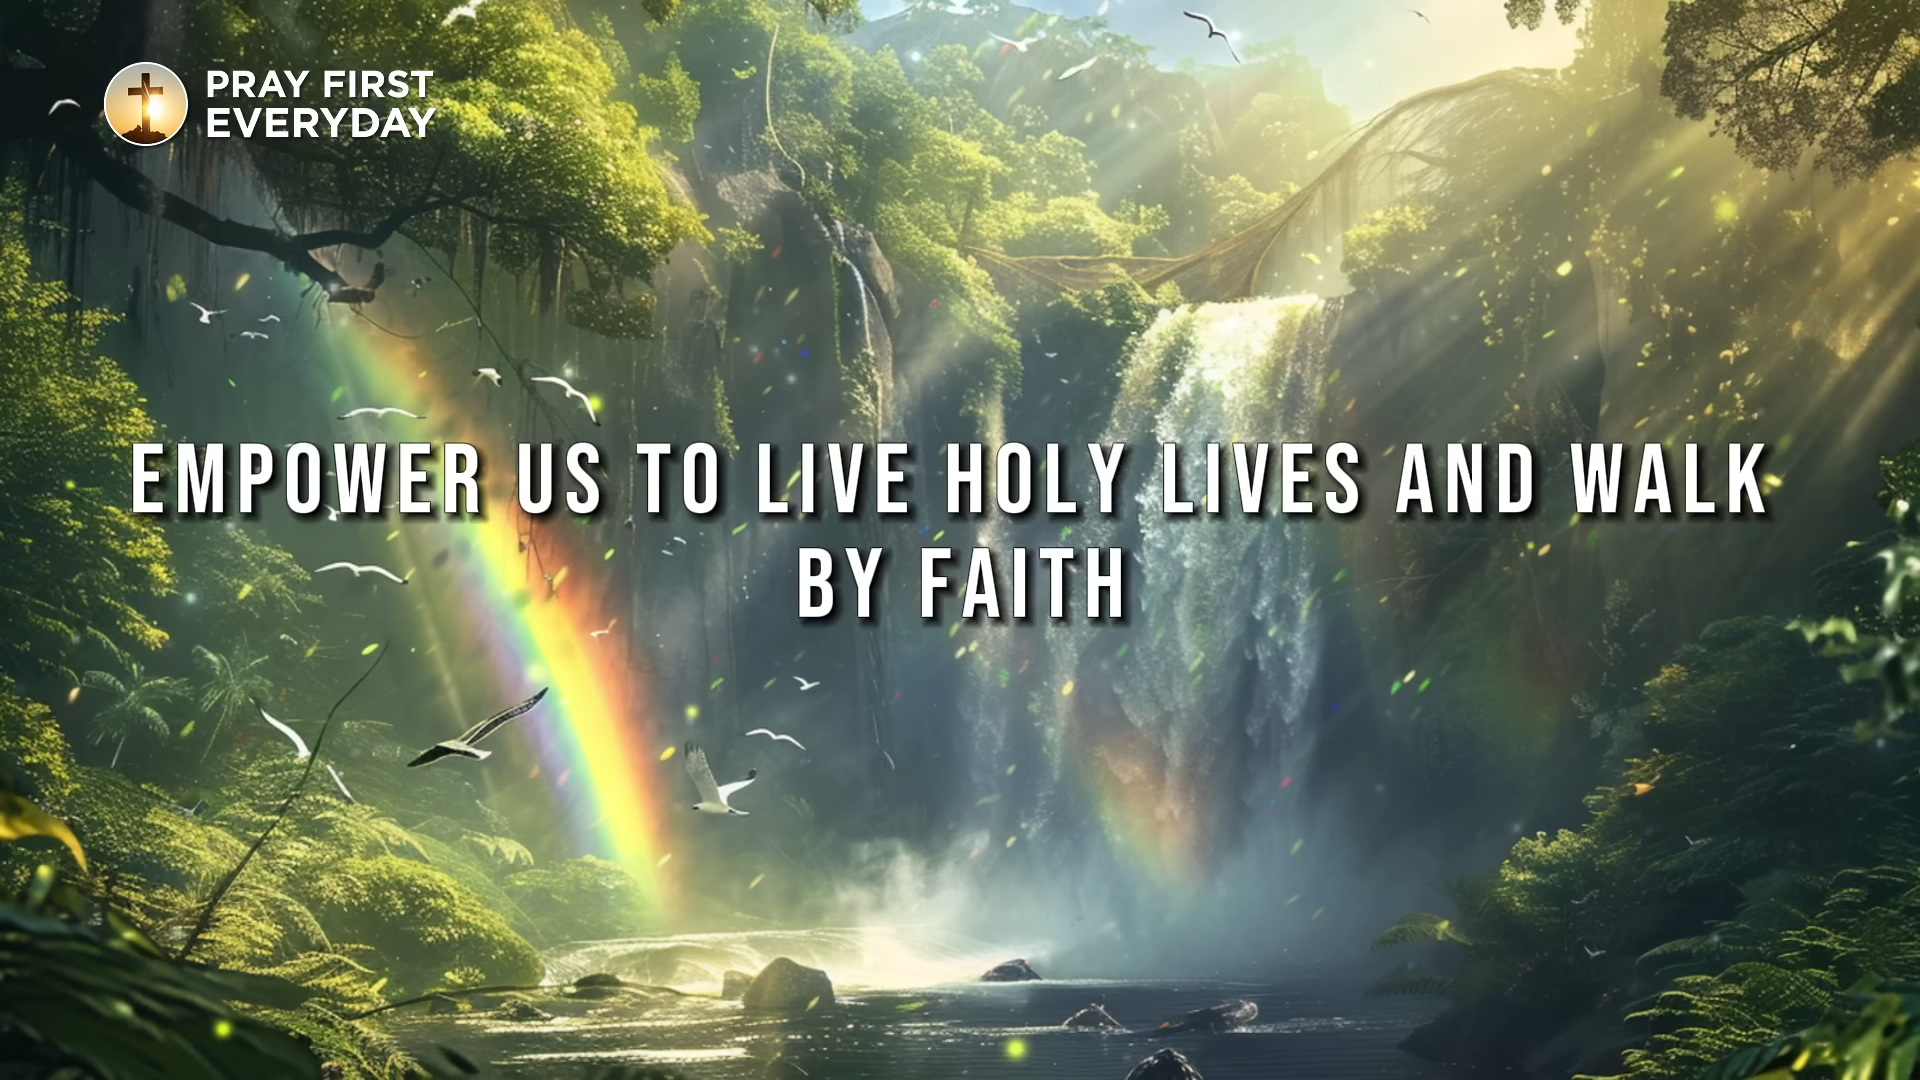 PRAY FIRST
EVERYDAY
EMPOWER US TO LIVE HOLY LIVES AND WALK
BY FAITH